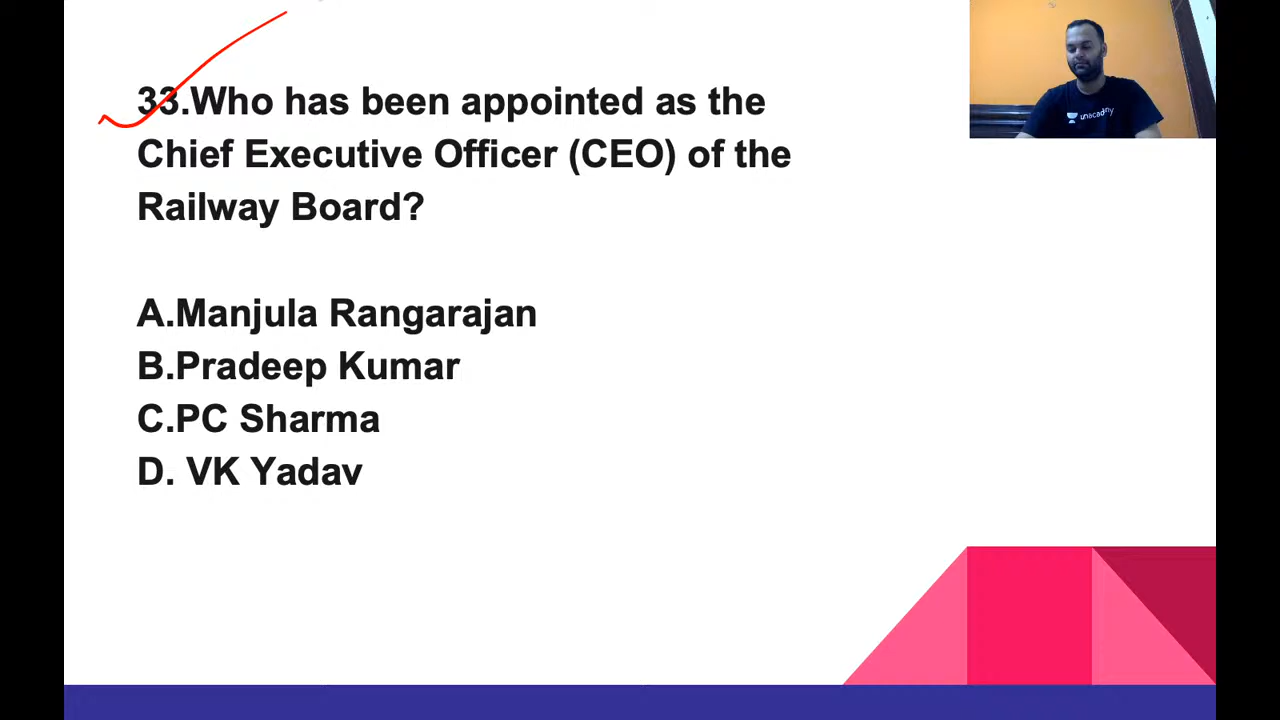 33.Who has been appointed as the
Chief Executive Officer (CEO) of the
Railway Board?
A.Manjula Rangarajan
B.Pradeep Kumar
C.PC Sharma
D. VK Yadav
unacademy